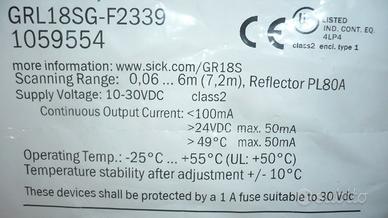 GRL18SG-F2339
1059554
CE
LISTED
IND. CONT. EQ.
4LP4
class2 encl. type 1
more information: www.sick.com/GR18S
Scanning Range: 0,06 ... 6m (7,2m), Reflector PL80A
Supply Voltage: 10-30VDC class2
Continuous Output Current: <100mA
>24VDC max. 50mA
> 49°C max. 50mA
Operating Temp.: -25°C ... +55°C (UL: +50°C)
Temperature stability after adjustment +/- 10°C
These devices shall be protected by a 1 A fuse suitable to 30 Vdc